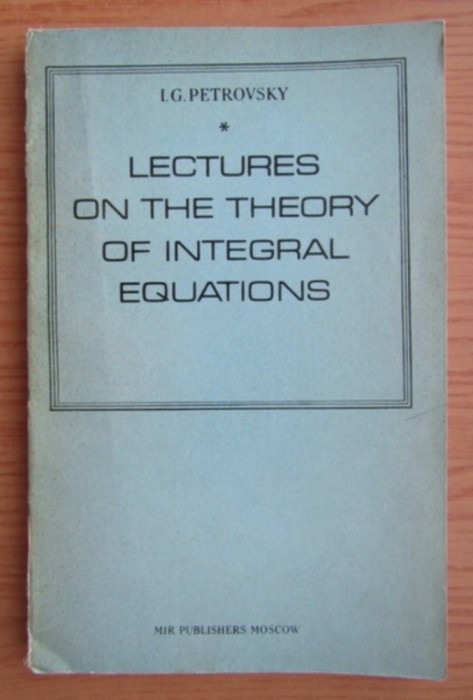 I.G. PETROVSKY
*
LECTURES
ON THE THEORY
OF INTEGRAL
EQUATIONS
MIR PUBLISHERS MOSCOW